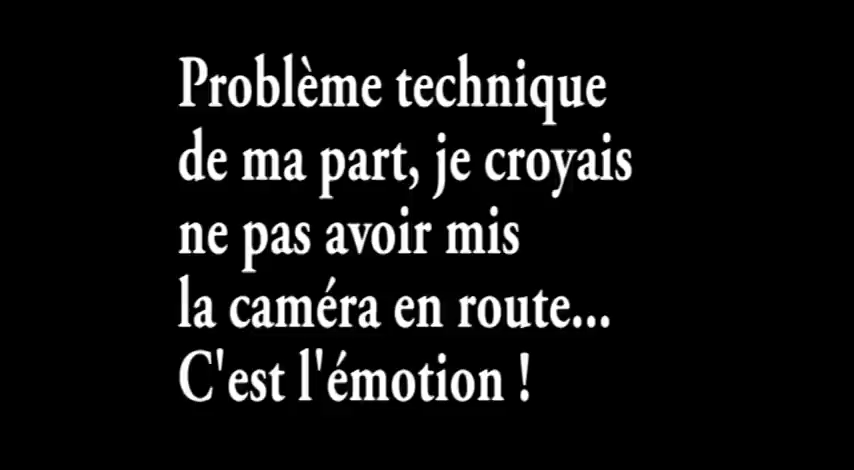 Problème technique
de ma part, je croyais
ne pas avoir mis
la caméra en route...
C'est l'émotion !